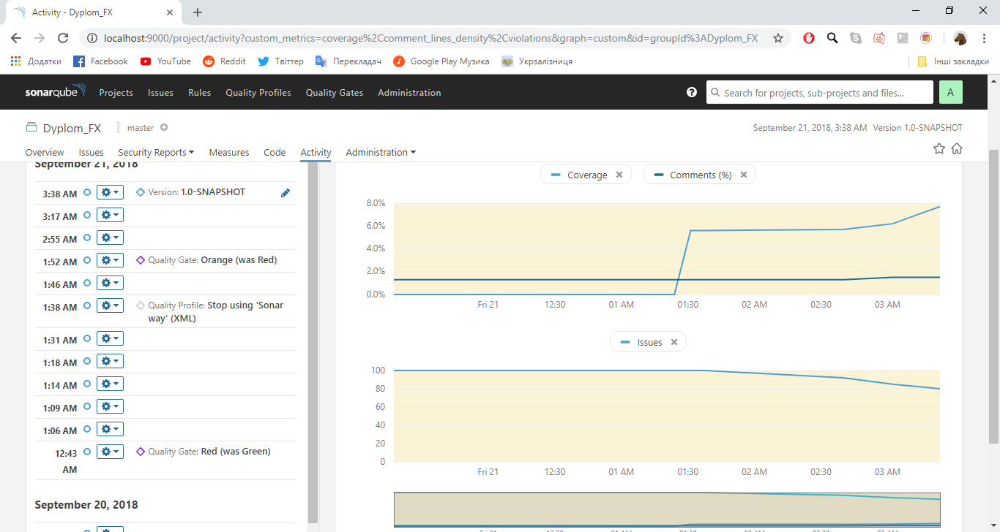 Activity - Dyplom_FX
localhost:9000/project/activity?custom_metrics=coverage%2Ccomment_lines_density%2Cviolations&graph=custom&id=groupId%3ADyplom_FX
Додатки Facebook YouTube Reddit Твіттер Перекладач Google Play Музика Укрзалізниця Інші закладки
sonarqube Projects Issues Rules Quality Profiles Quality Gates Administration Search for projects, sub-projects and files... A
Dyplom_FX master September 21, 2018, 3:38 AM Version 1.0-SNAPSHOT
Overview Issues Security Reports Measures Code Activity Administration
September 21, 2018
3:38 AM Version: 1.0-SNAPSHOT
3:17 AM
2:55 AM
1:52 AM Quality Gate: Orange (was Red)
1:46 AM
1:38 AM Quality Profile: Stop using 'Sonar
way' (XML)
1:31 AM
1:18 AM
1:14 AM
1:09 AM
1:06 AM
12:43 Quality Gate: Red (was Green)
AM
September 20, 2018
Coverage Comments (%)
8.0%
6.0%
4.0%
2.0%
0.0%
Fri 21 12:30 01 AM 01:30 02 AM 02:30 03 AM
Issues
100
80
60
40
20
0
Fri 21 12:30 01 AM 01:30 02 AM 02:30 03 AM